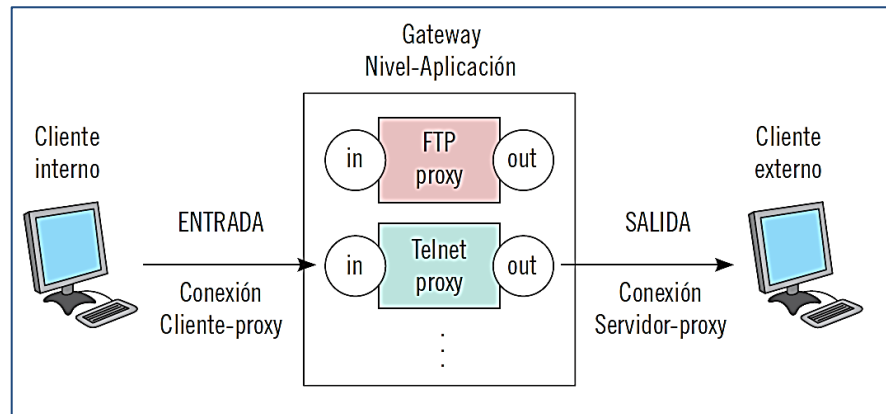 Gateway
Nivel-Aplicación
Cliente
interno
ENTRADA
Conexión
Cliente-proxy
in
FTP
proxy
out
in
Telnet
proxy
out
SALIDA
Conexión
Servidor-proxy
Cliente
externo